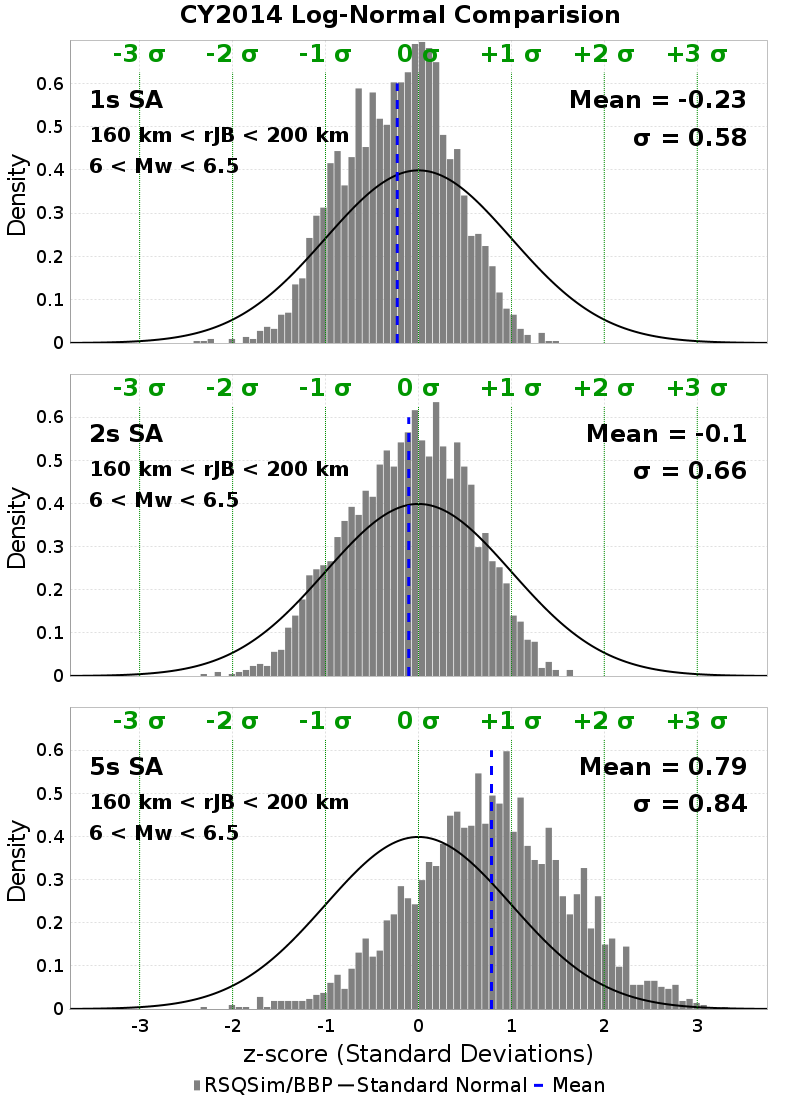 CY2014 Log-Normal Comparision
-3 σ -2 σ -1 σ 0 σ +1 σ +2 σ +3 σ
1s SA
160 km < rJB < 200 km
6 < Mw < 6.5
Mean = -0.23
σ = 0.58
Density
0.6
0.5
0.4
0.3
0.2
0.1
0
-3 σ -2 σ -1 σ 0 σ +1 σ +2 σ +3 σ
2s SA
160 km < rJB < 200 km
6 < Mw < 6.5
Mean = -0.1
σ = 0.66
Density
0.6
0.5
0.4
0.3
0.2
0.1
0
-3 σ -2 σ -1 σ 0 σ +1 σ +2 σ +3 σ
5s SA
160 km < rJB < 200 km
6 < Mw < 6.5
Mean = 0.79
σ = 0.84
Density
0.6
0.5
0.4
0.3
0.2
0.1
0
-3 -2 -1 0 1 2 3
z-score (Standard Deviations)
RSQSim/BBP Standard Normal Mean